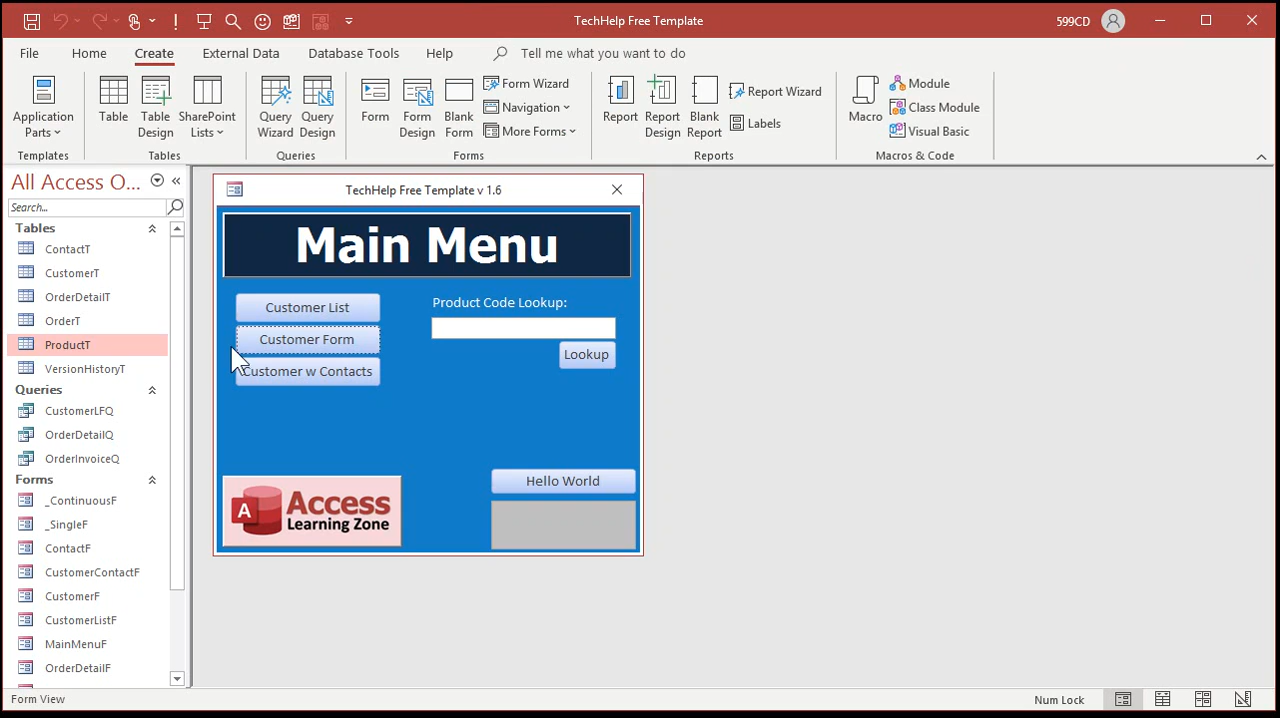 TechHelp Free Template
599CD
File
Home
Create
External Data
Database Tools
Help
Tell me what you want to do
Application Parts
Table
Table Design
SharePoint Lists
Query Wizard
Query Design
Form
Form Design
Blank Form
Form Wizard
Navigation
More Forms
Report
Report Design
Blank Report
Report Wizard
Labels
Macro
Module
Class Module
Visual Basic
Templates
Tables
Queries
Forms
Reports
Macros & Code
All Access O...
Search...
Tables
ContactT
CustomerT
OrderDetailT
OrderT
ProductT
VersionHistoryT
Queries
CustomerLFQ
OrderDetailQ
OrderInvoiceQ
Forms
_ContinuousF
_SingleF
ContactF
CustomerContactF
CustomerF
CustomerListF
MainMenuF
OrderDetailF
TechHelp Free Template v 1.6
Main Menu
Customer List
Customer Form
Customer w Contacts
Product Code Lookup:
Lookup
A Access
Learning Zone
Hello World
Form View
Num Lock